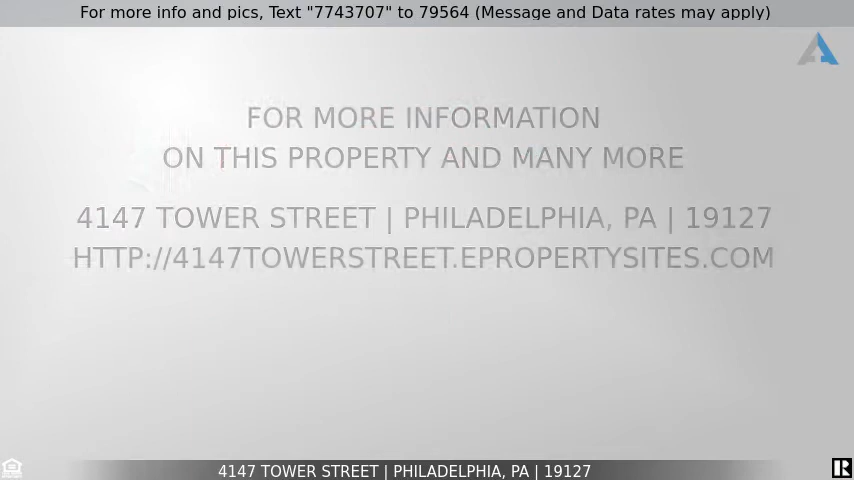 For more info and pics, Text "7743707" to 79564 (Message and Data rates may apply)
FOR MORE INFORMATION
ON THIS PROPERTY AND MANY MORE
4147 TOWER STREET | PHILADELPHIA, PA | 19127
HTTP://4147TOWERSTREET.EPROPERTYSITES.COM
4147 TOWER STREET | PHILADELPHIA, PA | 19127